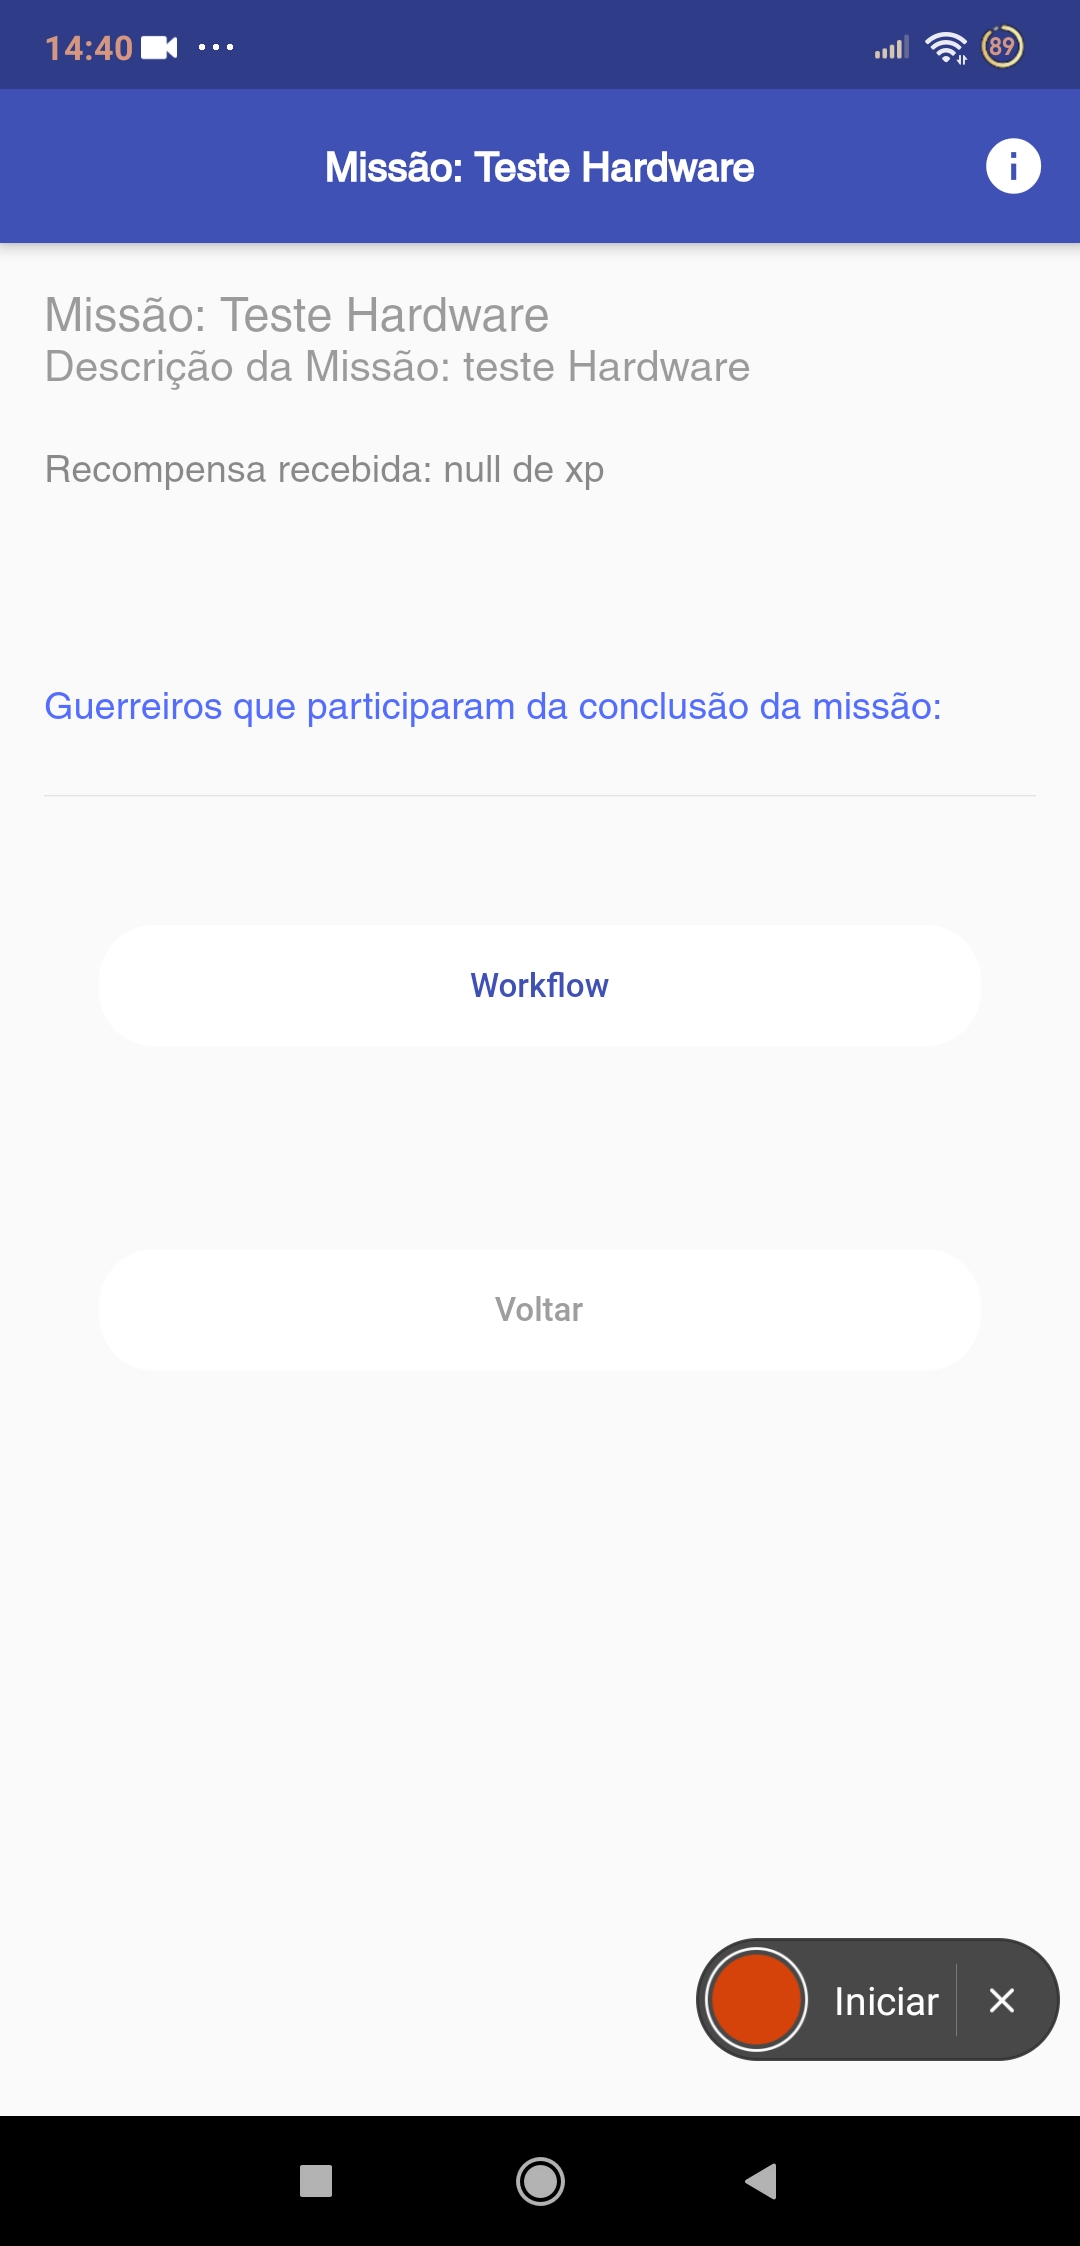 14:40
89
Missão: Teste Hardware
Missão: Teste Hardware
Descrição da Missão: teste Hardware
Recompensa recebida: null de xp
Guerreiros que participaram da conclusão da missão:
Workflow
Voltar
Iniciar